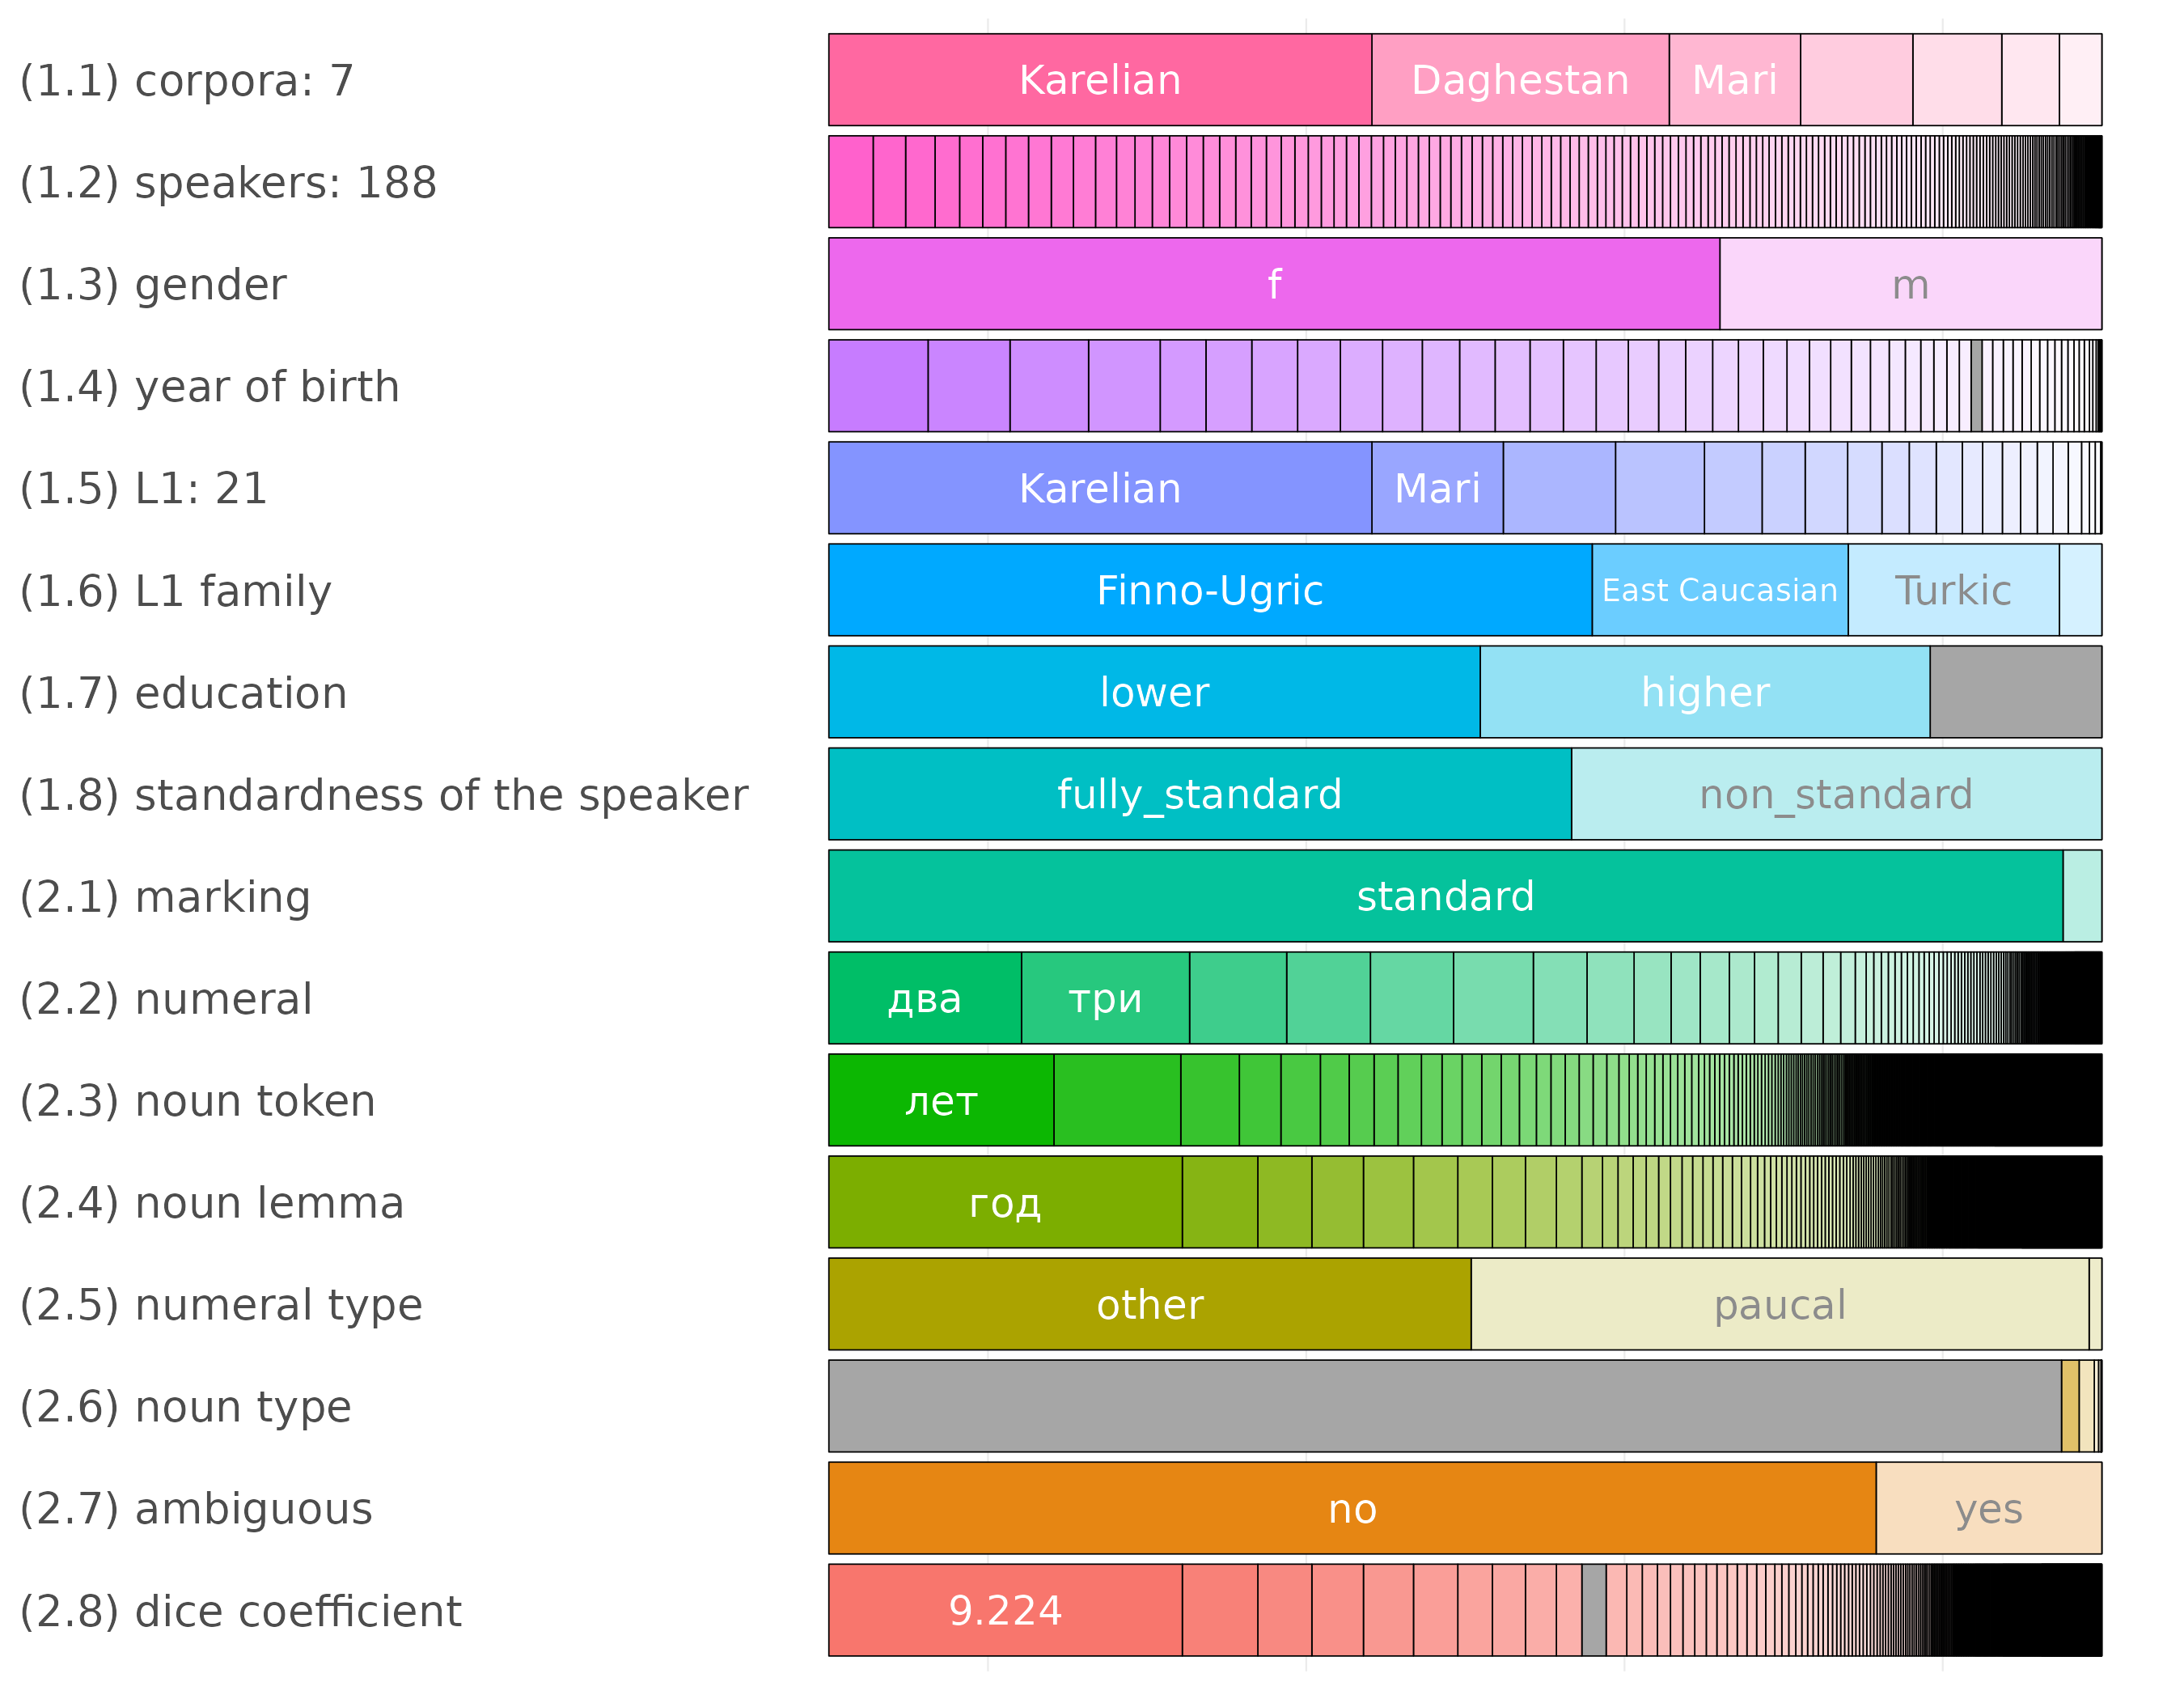 (1.1) corpora: 7 Karelian Daghestan Mari
(1.2) speakers: 188
(1.3) gender f m
(1.4) year of birth
(1.5) L1: 21 Karelian Mari
(1.6) L1 family Finno-Ugric East Caucasian Turkic
(1.7) education lower higher
(1.8) standardness of the speaker fully_standard non_standard
(2.1) marking standard
(2.2) numeral два три
(2.3) noun token лет
(2.4) noun lemma год
(2.5) numeral type other paucal
(2.6) noun type
(2.7) ambiguous no yes
(2.8) dice coefficient 9.224